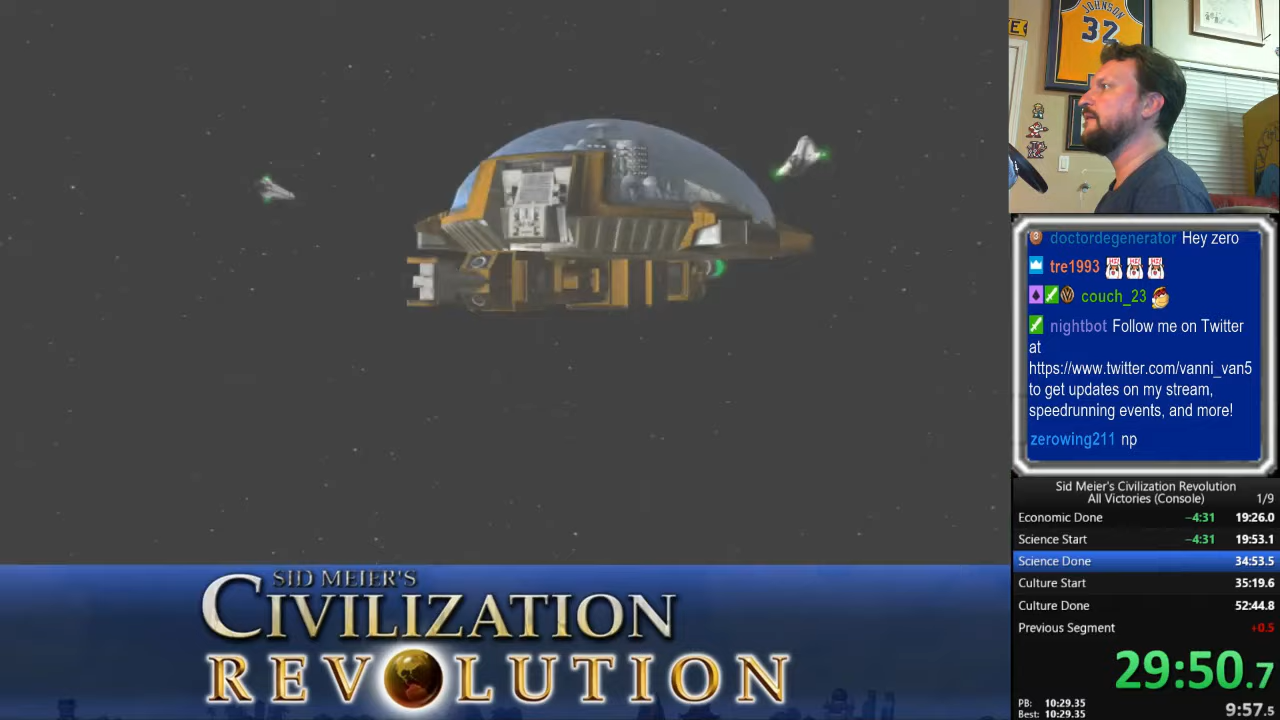 JOHNSON
32
E
doctordegenerator Hey zero
tre1993
couch_23
nightbot Follow me on Twitter
at
https://www.twitter.com/vanni_van5
to get updates on my stream,
speedrunning events, and more!
zerowing211 np
Sid Meier's Civilization Revolution
All Victories (Console) 1/9
Economic Done −4:31 19:26.0
Science Start −4:31 19:53.1
Science Done 34:53.5
Culture Start 35:19.6
Culture Done 52:44.8
Previous Segment +0.5
29:50.7
PB: 10:29.35
Best: 10:29.35
9:57.5
SID MEIER'S
CIVILIZATION
REVOLUTION